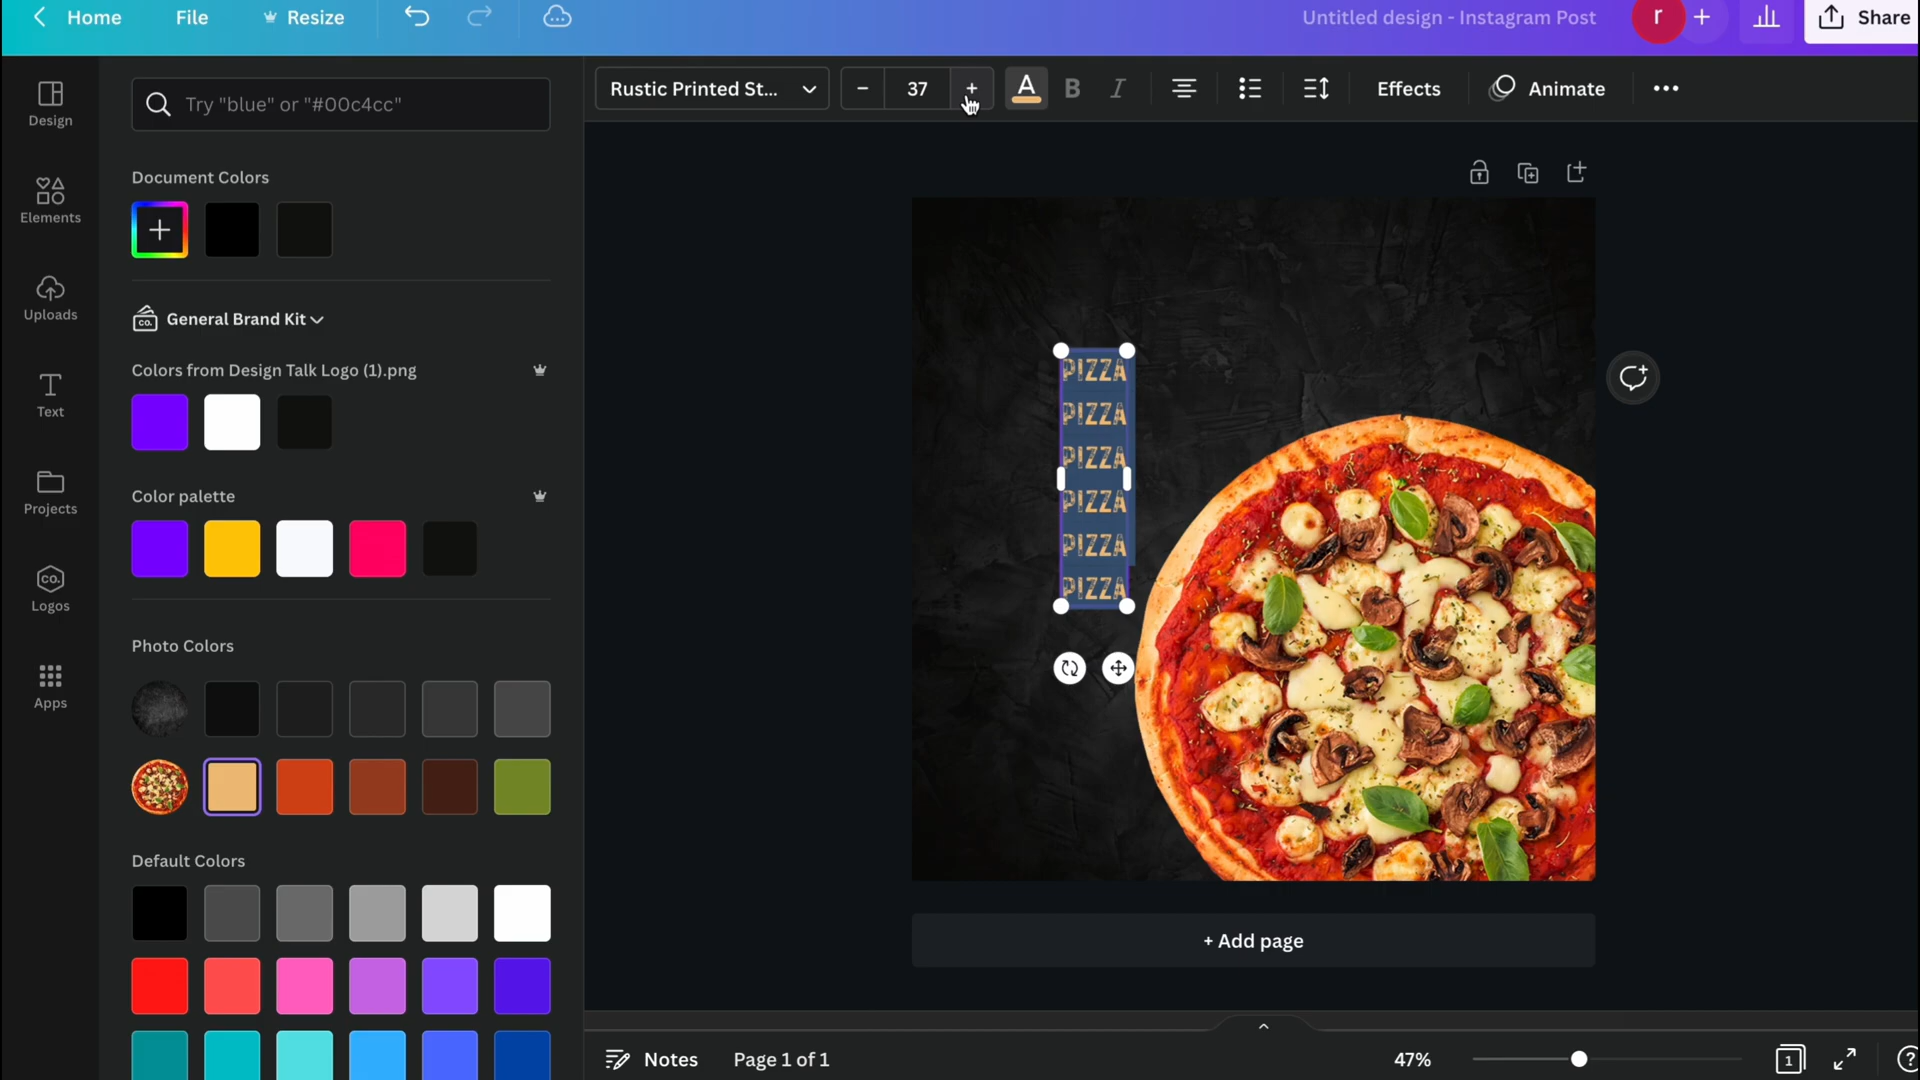 Home File Resize Untitled design - Instagram Post r Share
Rustic Printed St... 37 A B I Effects Animate
Try "blue" or "#00c4cc"
Design
Elements
Uploads
Text
Projects
CO.
Logos
Apps
Document Colors
CO. General Brand Kit
Colors from Design Talk Logo (1).png
Color palette
Photo Colors
Default Colors
PIZZA
PIZZA
PIZZA
PIZZA
PIZZA
PIZZA
+ Add page
Notes Page 1 of 1 47% 1 ?